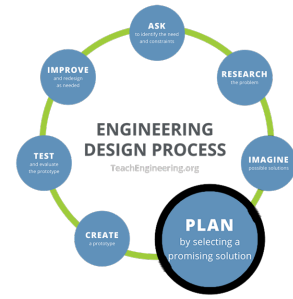 ASK
to identify the need
and constraints
RESEARCH
the problem
IMAGINE
possible solutions
PLAN
by selecting a
promising solution
CREATE
a prototype
TEST
and evaluate
the prototype
IMPROVE
and redesign
as needed
ENGINEERING
DESIGN PROCESS
TeachEngineering.org